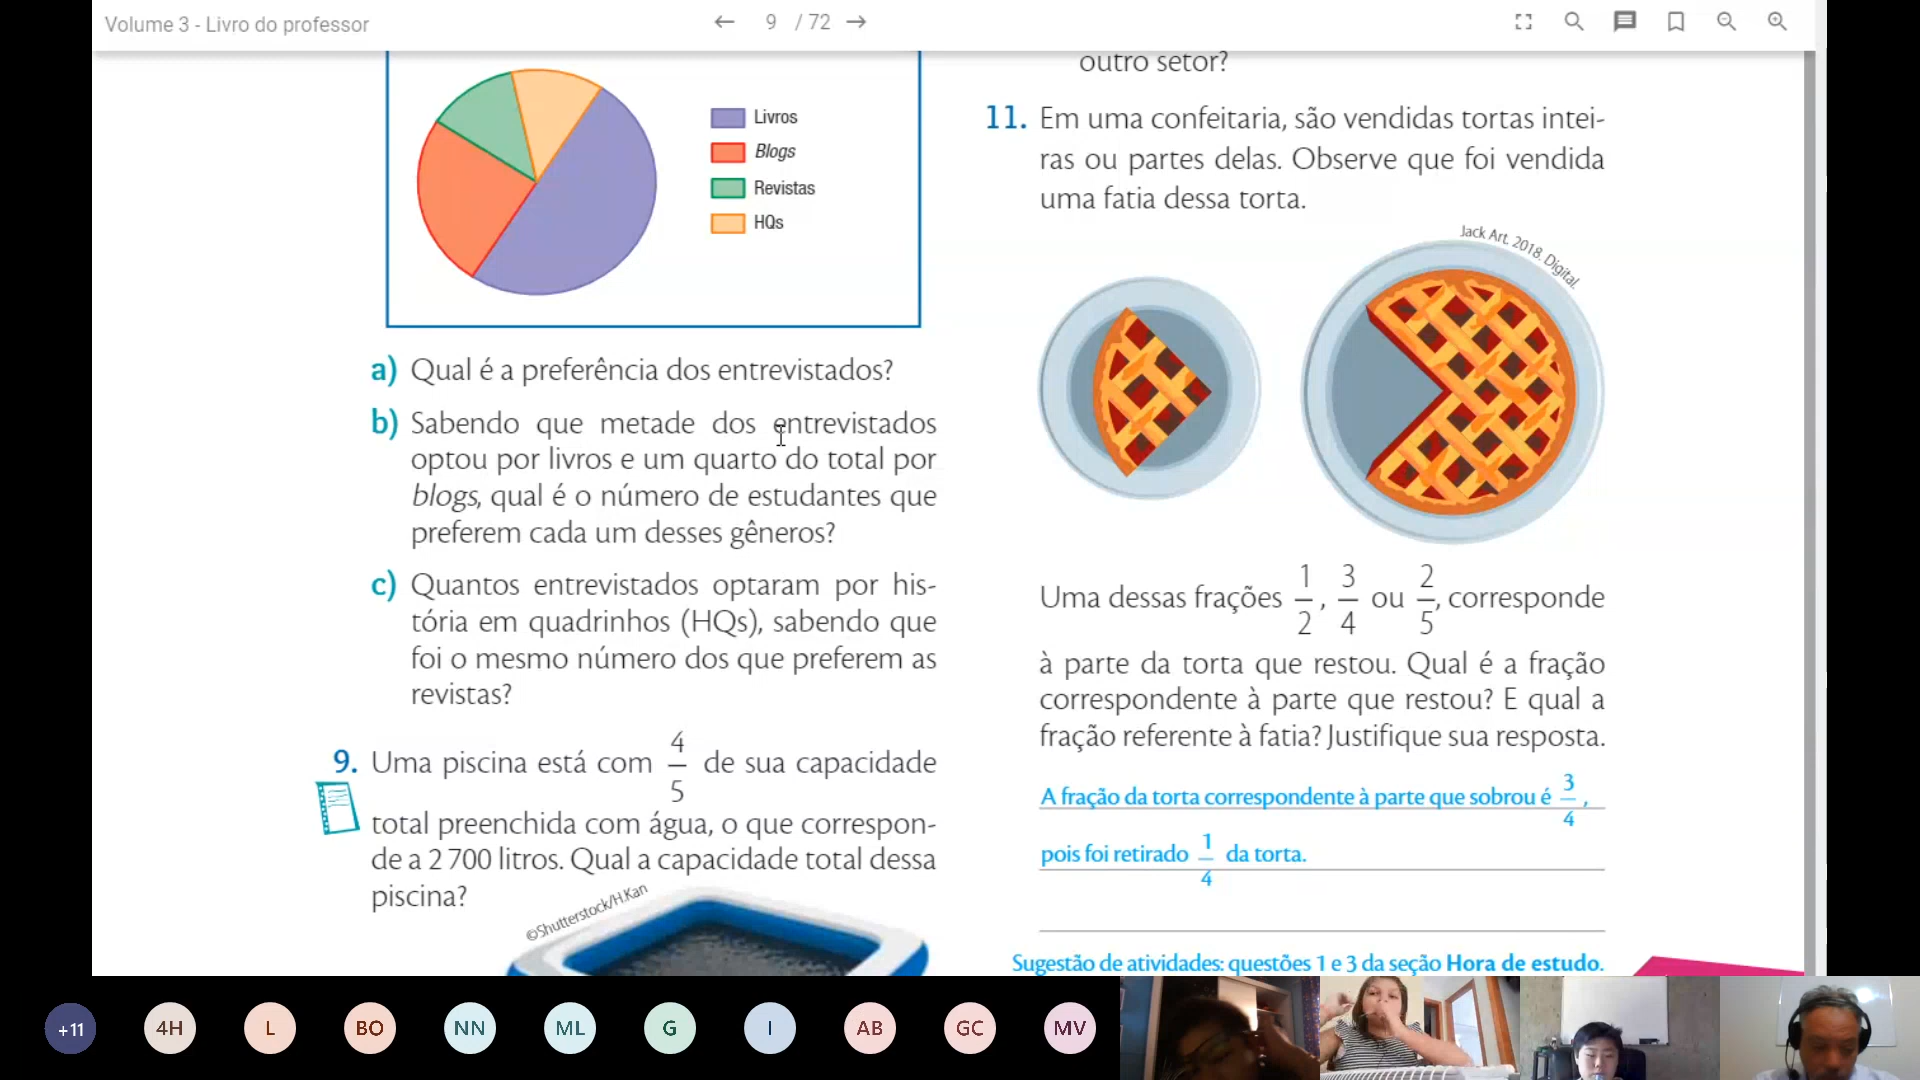 Volume 3 - Livro do professor
9 / 72
Livros
Blogs
Revistas
HQs
a) Qual é a preferência dos entrevistados?
b) Sabendo que metade dos entrevistados
optou por livros e um quarto do total por
blogs, qual é o número de estudantes que
preferem cada um desses gêneros?
c) Quantos entrevistados optaram por his-
tória em quadrinhos (HQs), sabendo que
foi o mesmo número dos que preferem as
revistas?
9. Uma piscina está com 4/5 de sua capacidade
total preenchida com água, o que correspon-
de a 2 700 litros. Qual a capacidade total dessa
piscina?
©Shutterstock/H.Kan
outro setor?
11. Em uma confeitaria, são vendidas tortas intei-
ras ou partes delas. Observe que foi vendida
uma fatia dessa torta.
Jack Art. 2018. Digital.
Uma dessas frações 1/2, 3/4 ou 2/5, corresponde
à parte da torta que restou. Qual é a fração
correspondente à parte que restou? E qual a
fração referente à fatia? Justifique sua resposta.
A fração da torta correspondente à parte que sobrou é 3/4,
pois foi retirado 1/4 da torta.
Sugestão de atividades: questões 1 e 3 da seção Hora de estudo.
+11 4H L BO NN ML G I AB GC MV